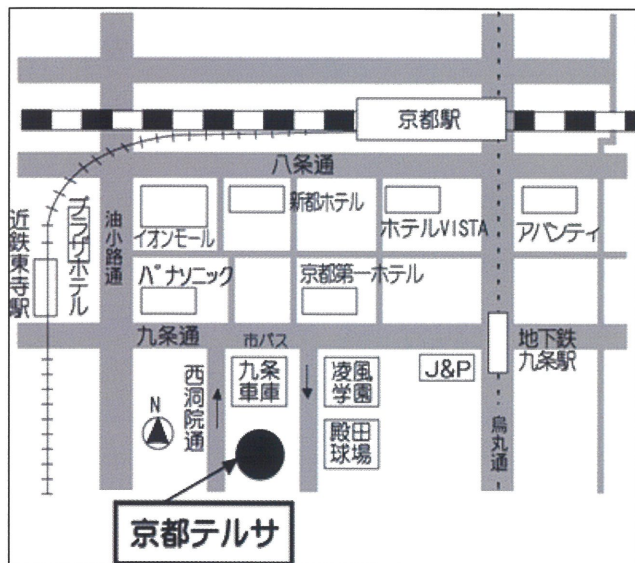 京都駅
八条通
新都ホテル
イオンモール
ホテルVISTA
アバンティ
近鉄東寺駅
プラザホテル
油小路通
パナソニック
京都第一ホテル
九条通
市バス
九条
車庫
凌風
学園
J&P
地下鉄
九条駅
西洞院通
N
殿田
球場
烏丸通
京都テルサ